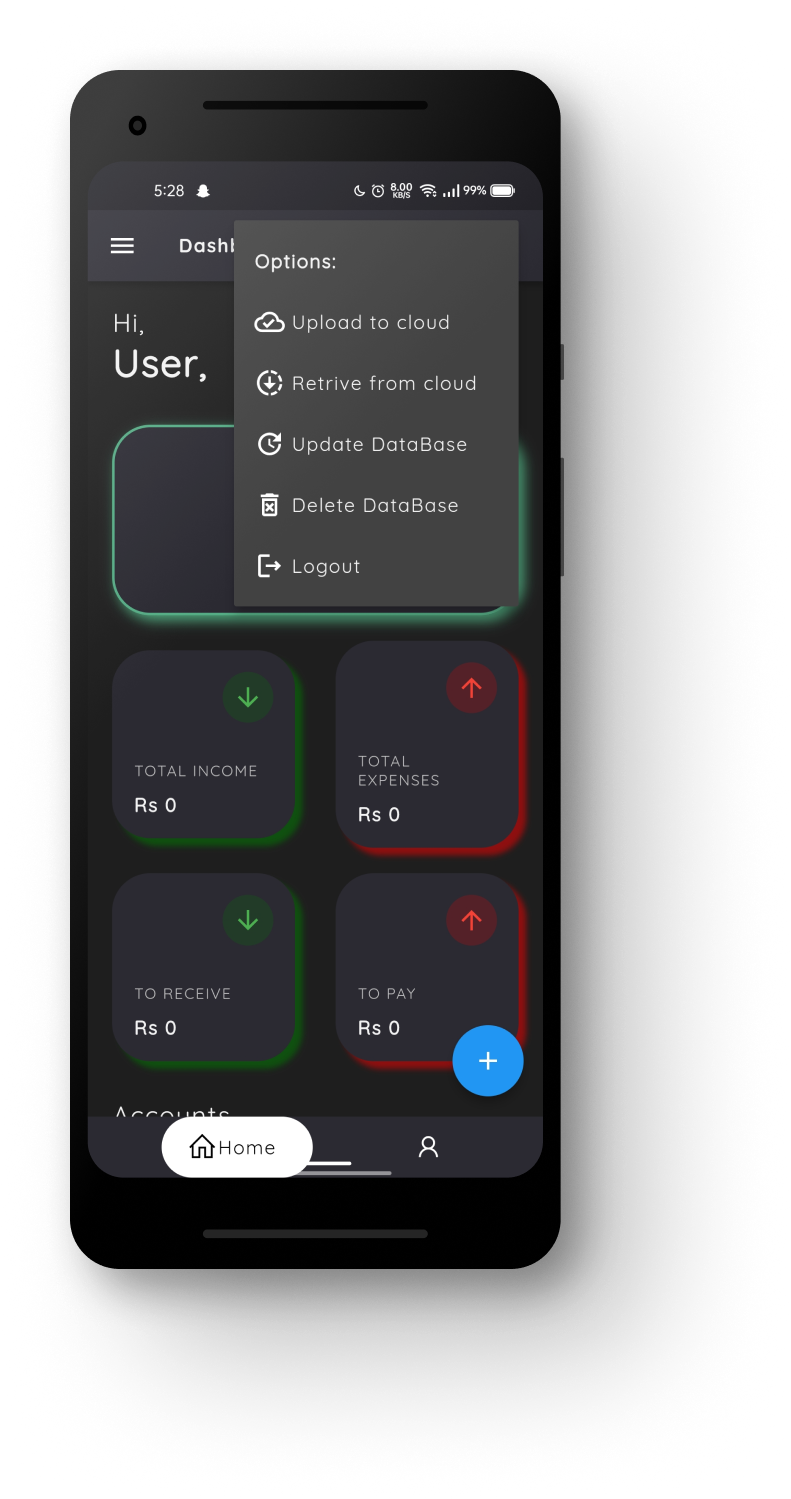 5:28
8.00
KB/S
99%
Options:
Hi,
User,
Upload to cloud
Retrive from cloud
Update DataBase
Delete DataBase
Logout
TOTAL INCOME
Rs 0
TOTAL
EXPENSES
Rs 0
TO RECEIVE
Rs 0
TO PAY
Rs 0
Accounts
Home